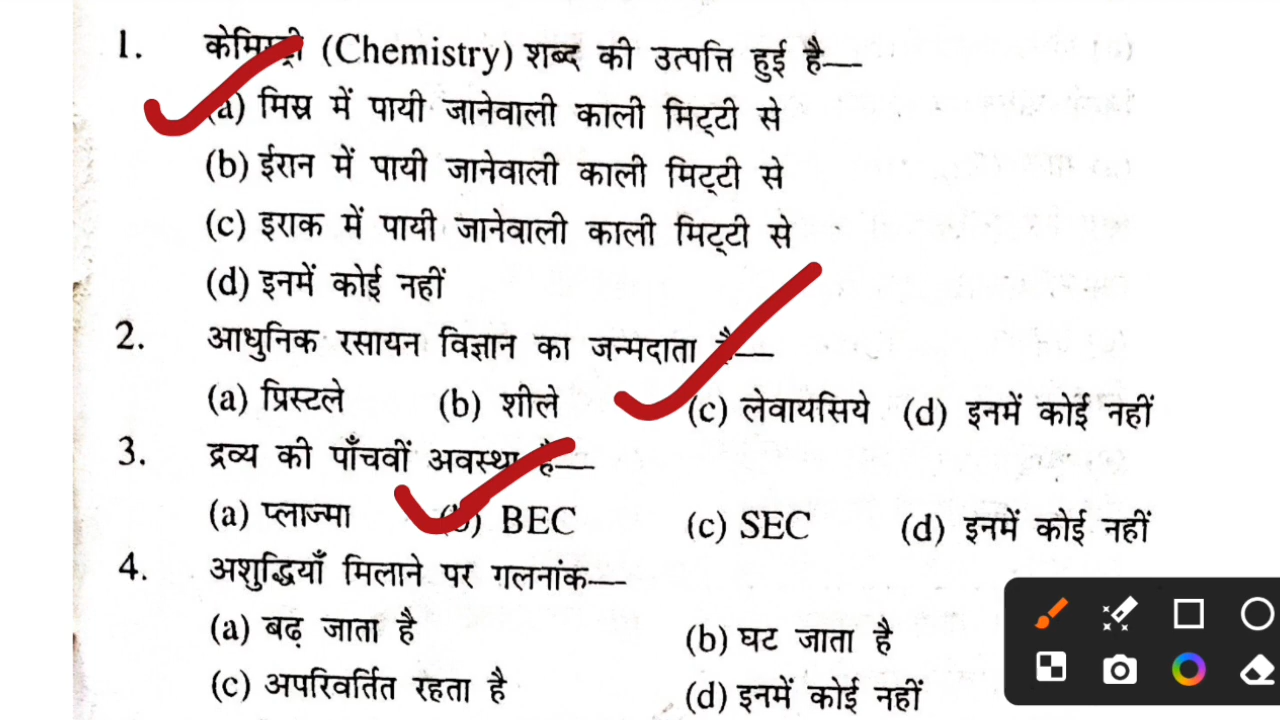 1. केमिस्ट्री (Chemistry) शब्द की उत्पत्ति हुई है—
(a) मिस्र में पायी जानेवाली काली मिट्टी से
(b) ईरान में पायी जानेवाली काली मिट्टी से
(c) इराक में पायी जानेवाली काली मिट्टी से
(d) इनमें कोई नहीं
2. आधुनिक रसायन विज्ञान का जन्मदाता है—
(a) प्रिस्टले (b) शीले (c) लेवायसिये (d) इनमें कोई नहीं
3. द्रव्य की पाँचवीं अवस्था है—
(a) प्लाज्मा (b) BEC (c) SEC (d) इनमें कोई नहीं
4. अशुद्धियाँ मिलाने पर गलनांक—
(a) बढ़ जाता है (b) घट जाता है
(c) अपरिवर्तित रहता है (d) इनमें कोई नहीं